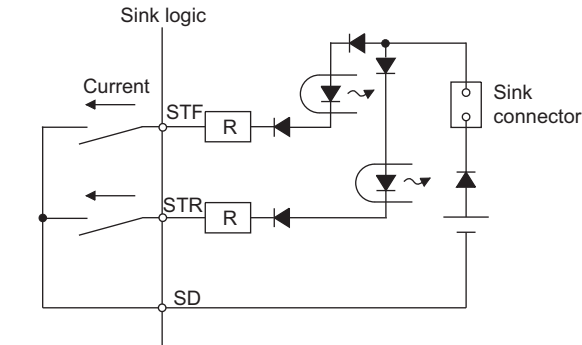 Sink logic
Current
STF
R
Sink
connector
STR
R
SD